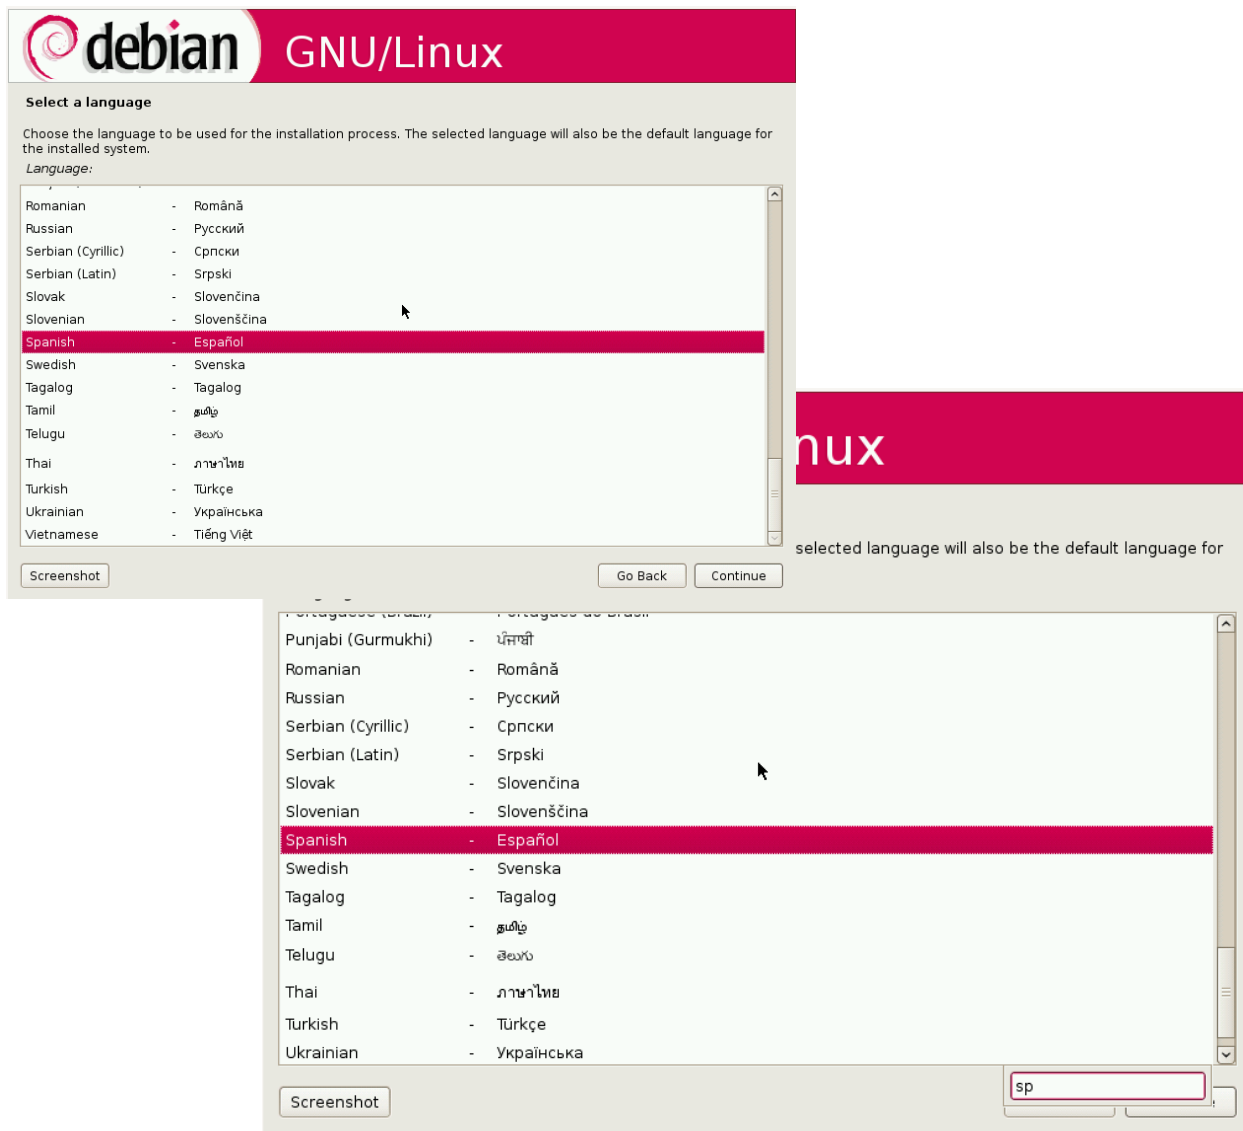 debian GNU/Linux
Select a language
Choose the language to be used for the installation process. The selected language will also be the default language for
the installed system.
Language:
Romanian - Română
Russian - Русский
Serbian (Cyrillic) - Српски
Serbian (Latin) - Srpski
Slovak - Slovenčina
Slovenian - Slovenščina
Spanish - Español
Swedish - Svenska
Tagalog - Tagalog
Tamil - தமிழ்
Telugu - తెలుగు
Thai - ภาษาไทย
Turkish - Türkçe
Ukrainian - Українська
Vietnamese - Tiếng Việt
Screenshot Go Back Continue
nux
selected language will also be the default language for
Portuguese (Brazil) - Português do Brasil
Punjabi (Gurmukhi) - ਪੰਜਾਬੀ
Romanian - Română
Russian - Русский
Serbian (Cyrillic) - Српски
Serbian (Latin) - Srpski
Slovak - Slovenčina
Slovenian - Slovenščina
Spanish - Español
Swedish - Svenska
Tagalog - Tagalog
Tamil - தமிழ்
Telugu - తెలుగు
Thai - ภาษาไทย
Turkish - Türkçe
Ukrainian - Українська
sp
Screenshot